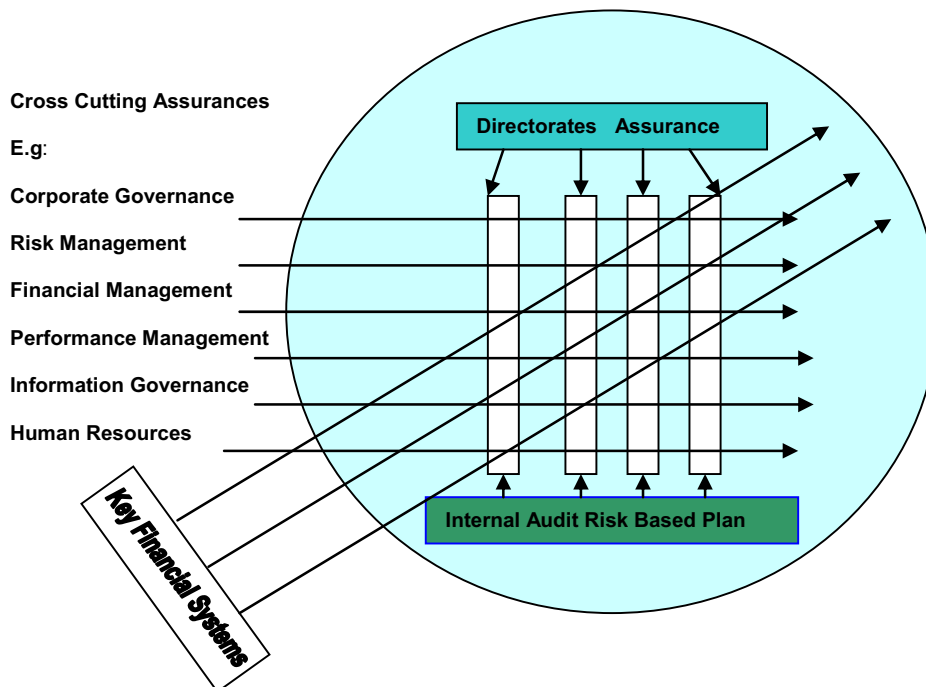 Cross Cutting Assurances
E.g:
Corporate Governance
Risk Management
Financial Management
Performance Management
Information Governance
Human Resources
Key Financial Systems
Directorates Assurance
Internal Audit Risk Based Plan